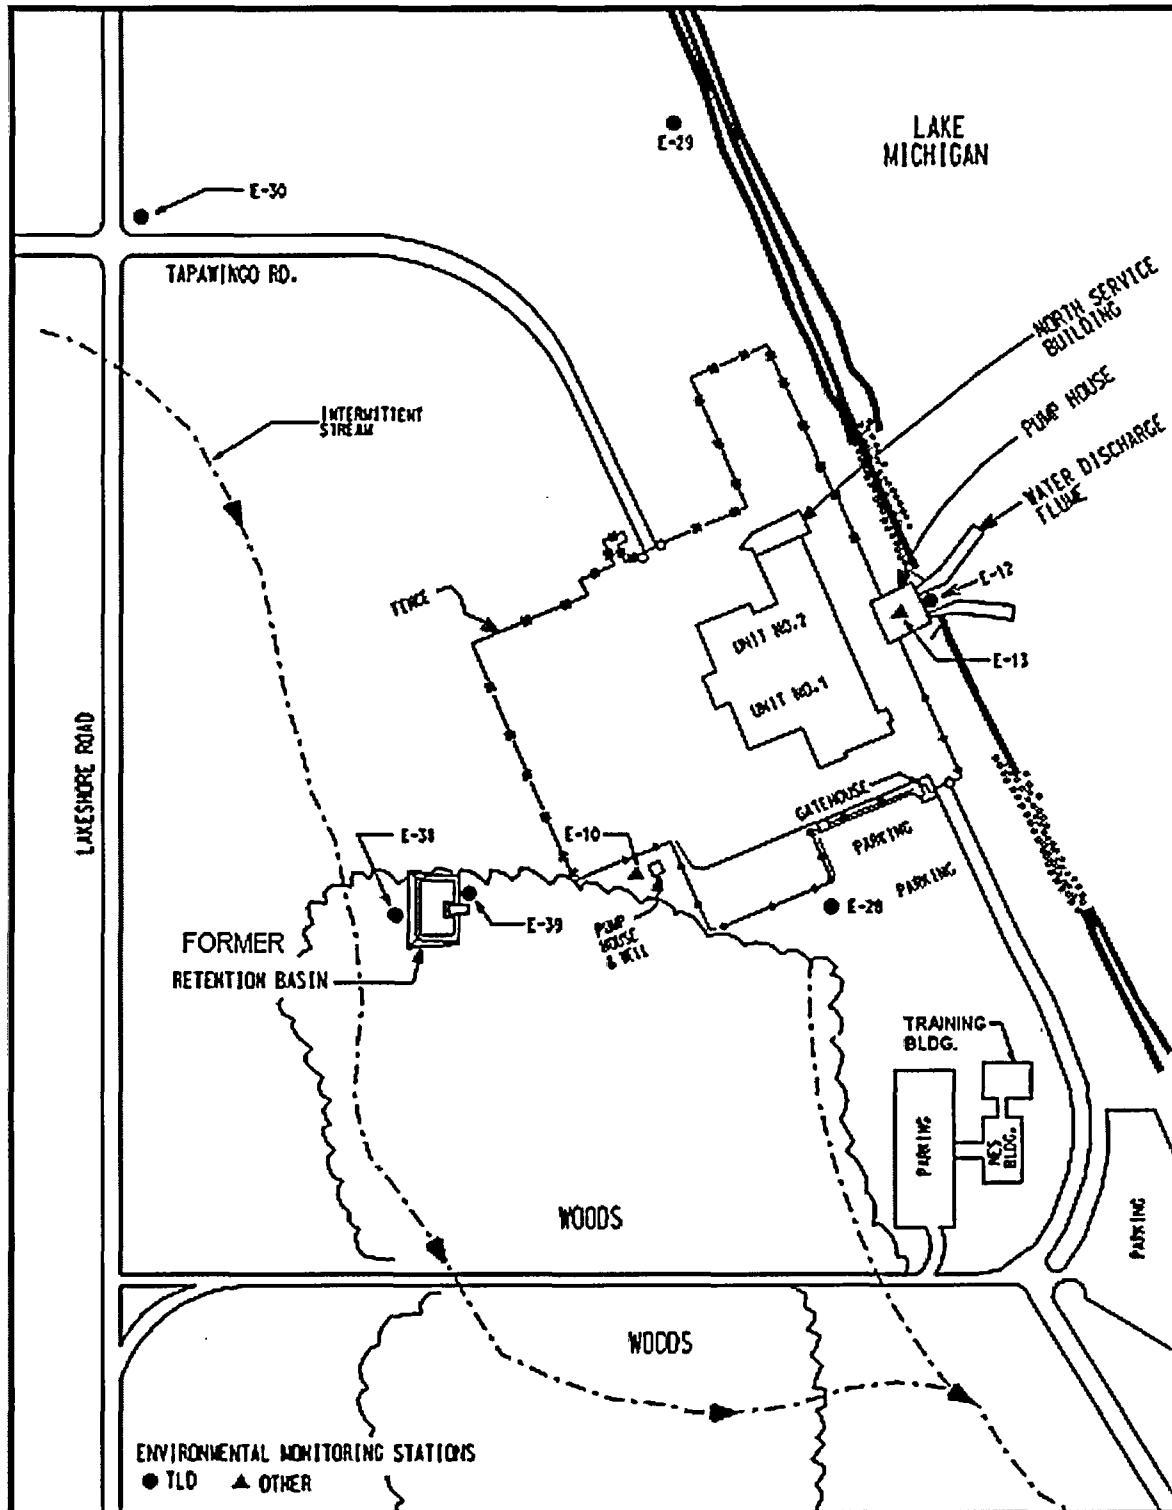 LAKE
MICHIGAN
E-29
E-30
TAPAWINGO RD.
NORTH SERVICE
BUILDING
PUMP HOUSE
WATER DISCHARGE
FLUME
INTERMITTENT
STREAM
E-12
FENCE
UNIT NO.2
E-13
UNIT NO.1
LAKESHORE ROAD
GATEHOUSE
E-38
E-10
PARKING
PARKING
E-39
E-28
PUMP
HOUSE
& WELL
FORMER
RETENTION BASIN
TRAINING
BLDG.
PARKING
NES
BLDG.
WOODS
PARKING
WOODS
ENVIRONMENTAL MONITORING STATIONS
TLD OTHER